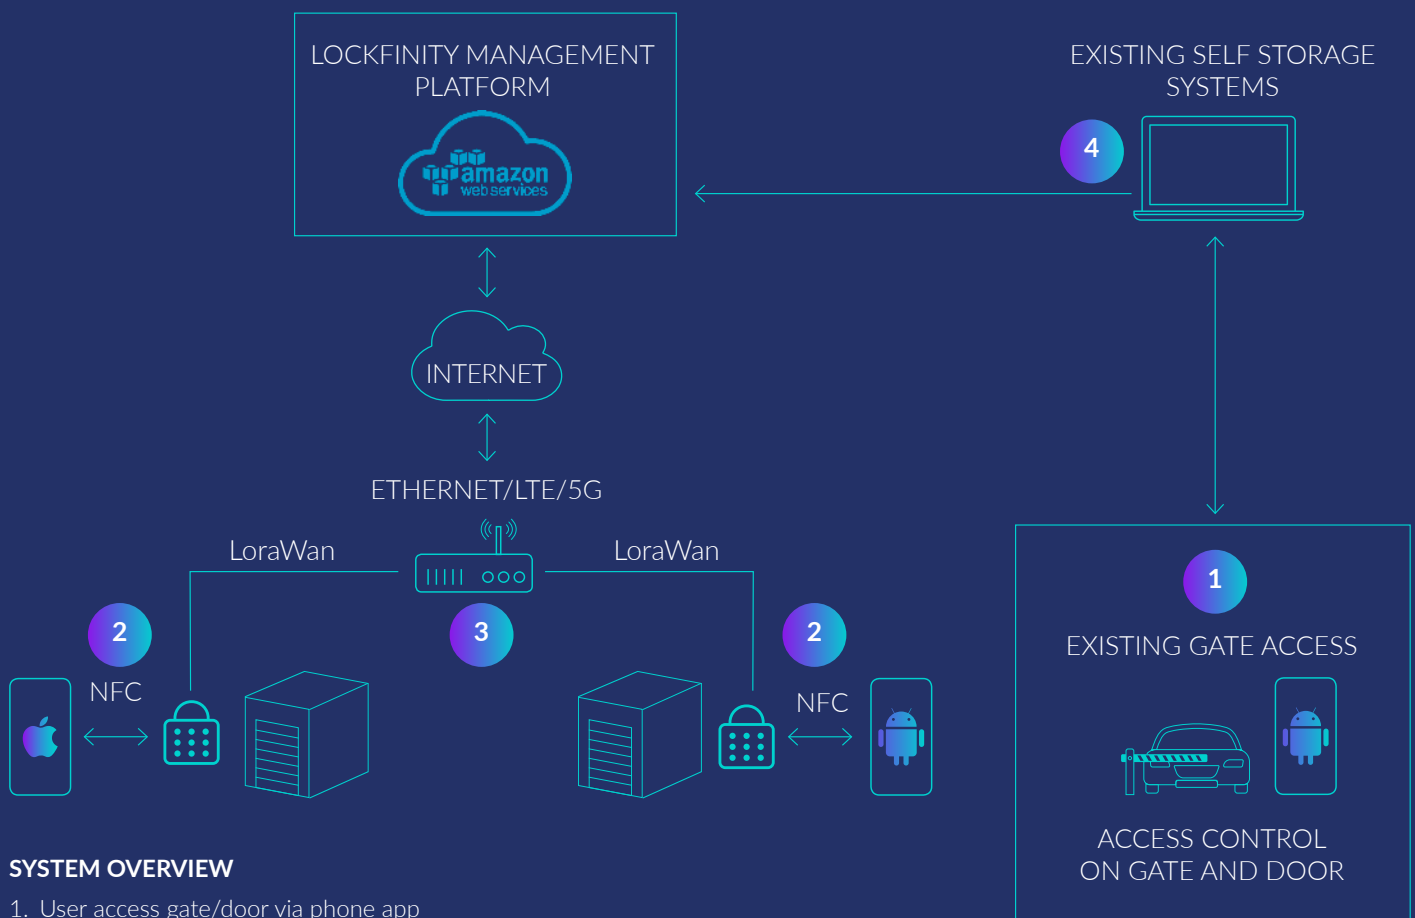 LOCKFINITY MANAGEMENT
PLATFORM
amazon
web services
EXISTING SELF STORAGE
SYSTEMS
4
INTERNET
ETHERNET/LTE/5G
LoraWan
LoraWan
2
3
2
NFC
NFC
1
EXISTING GATE ACCESS
ACCESS CONTROL
ON GATE AND DOOR
SYSTEM OVERVIEW
1. User access gate/door via phone app